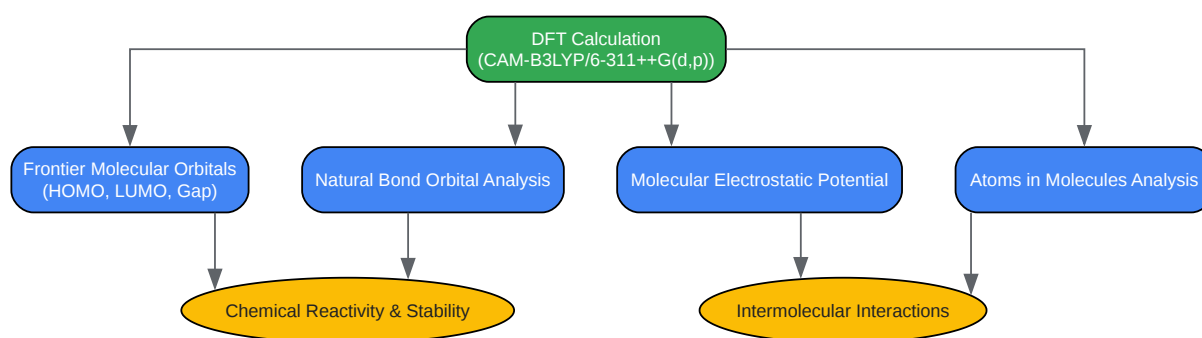 DFT Calculation
(CAM-B3LYP/6-311++G(d,p))
Frontier Molecular Orbitals
(HOMO, LUMO, Gap)
Natural Bond Orbital Analysis
Molecular Electrostatic Potential
Atoms in Molecules Analysis
Chemical Reactivity & Stability
Intermolecular Interactions